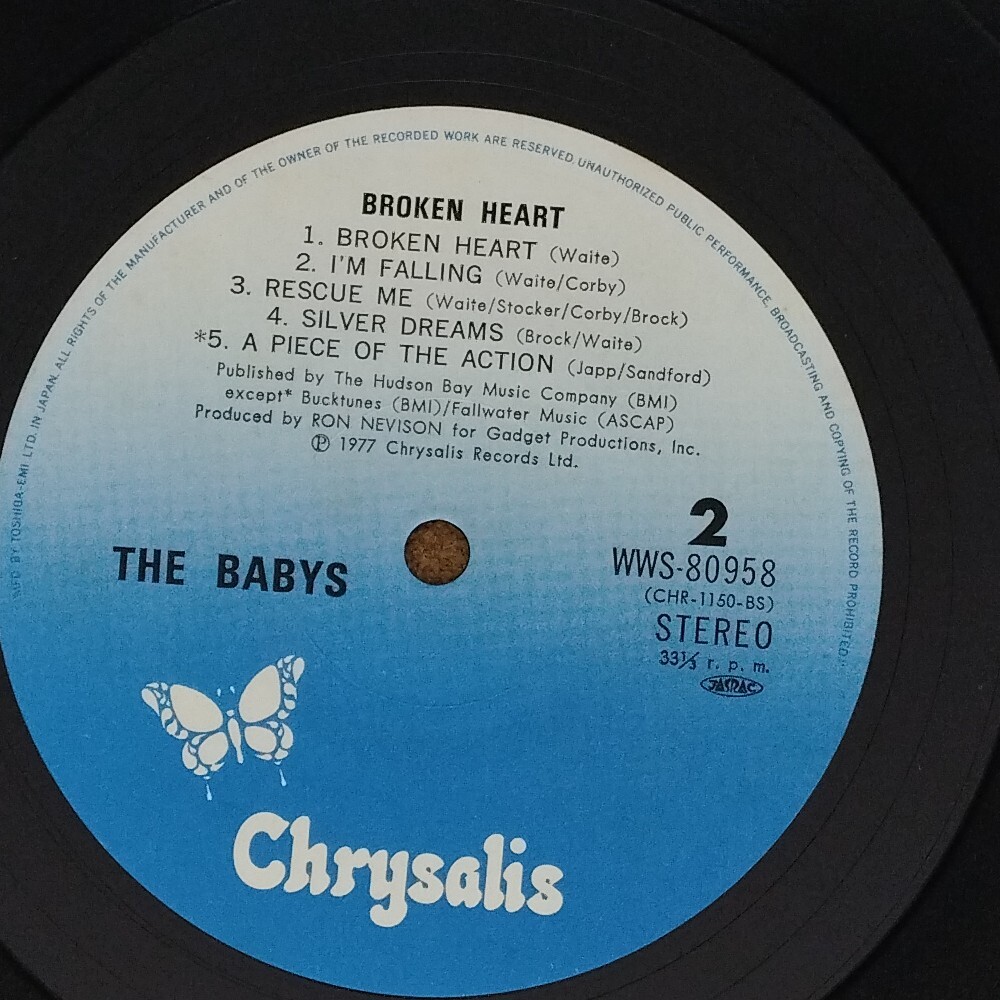 MFD BY TOSHIBA-EMI LTD. IN JAPAN. ALL RIGHTS OF THE MANUFACTURER AND OF THE OWNER OF THE RECORDED WORK ARE RESERVED. UNAUTHORIZED PUBLIC PERFORMANCE, BROADCASTING AND COPYING OF THE RECORD PROHIBITED.
BROKEN HEART
1. BROKEN HEART (Waite)
2. I'M FALLING (Waite/Corby)
3. RESCUE ME (Waite/Stocker/Corby/Brock)
4. SILVER DREAMS (Brock/Waite)
*5. A PIECE OF THE ACTION (Japp/Sandford)
Published by The Hudson Bay Music Company (BMI)
except* Bucktunes (BMI)/Fallwater Music (ASCAP)
Produced by RON NEVISON for Gadget Productions, Inc.
℗ 1977 Chrysalis Records Ltd.
2
THE BABYS
WWS-80958
(CHR-1150-BS)
STEREO
33⅓ r. p. m.
JASRAC
Chrysalis